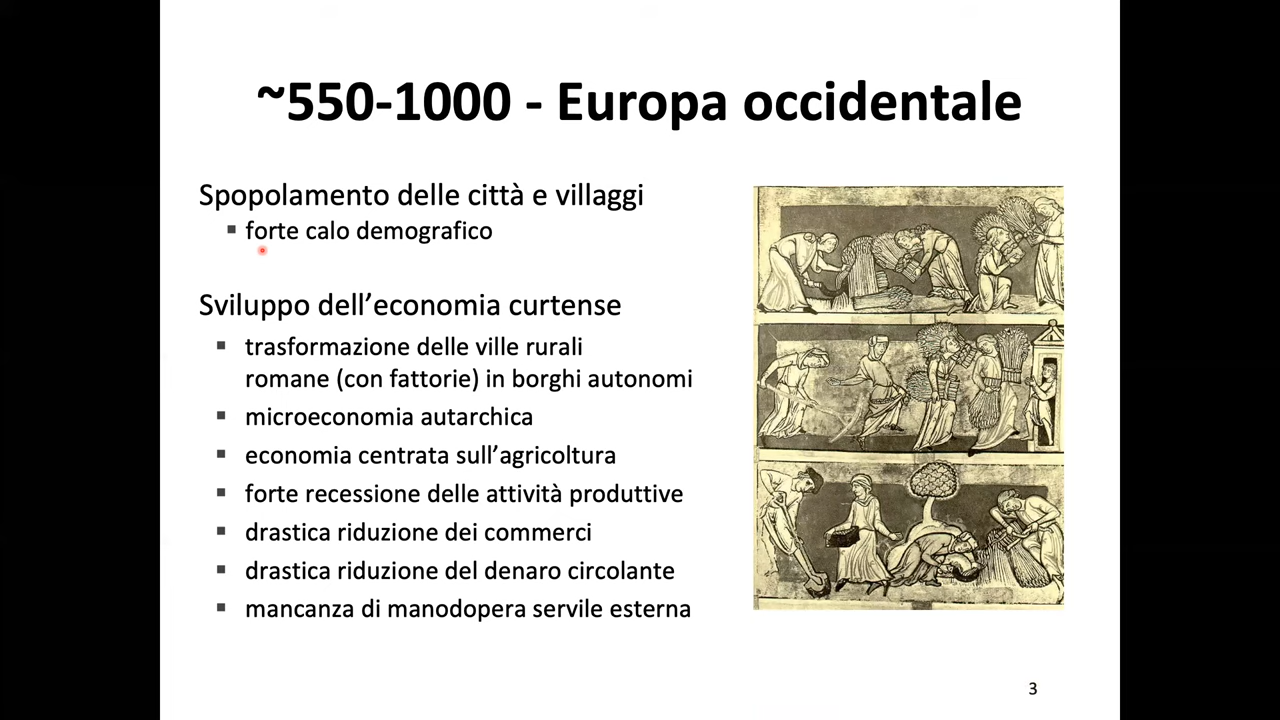 ~550-1000 - Europa occidentale
Spopolamento delle città e villaggi
▪ forte calo demografico
Sviluppo dell’economia curtense
▪ trasformazione delle ville rurali
romane (con fattorie) in borghi autonomi
▪ microeconomia autarchica
▪ economia centrata sull’agricoltura
▪ forte recessione delle attività produttive
▪ drastica riduzione dei commerci
▪ drastica riduzione del denaro circolante
▪ mancanza di manodopera servile esterna
3